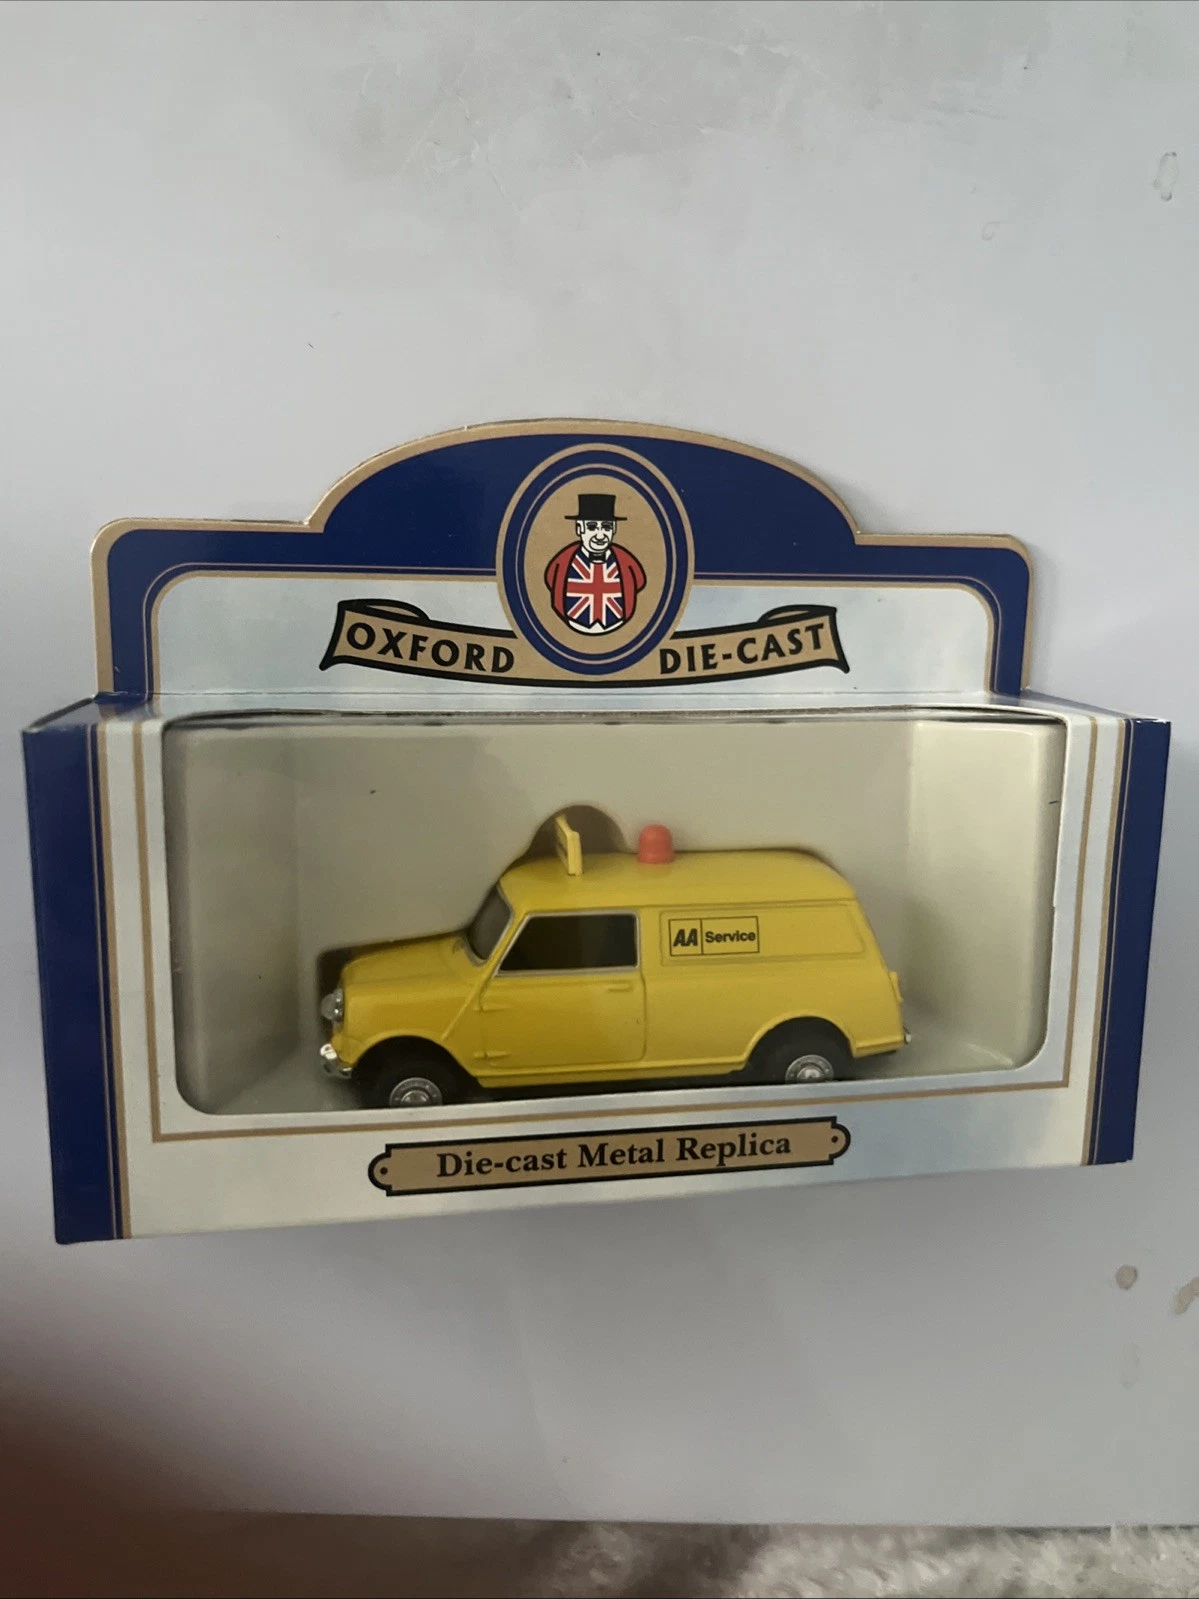 OXFORD DIE-CAST
AA Service
Die-cast Metal Replica